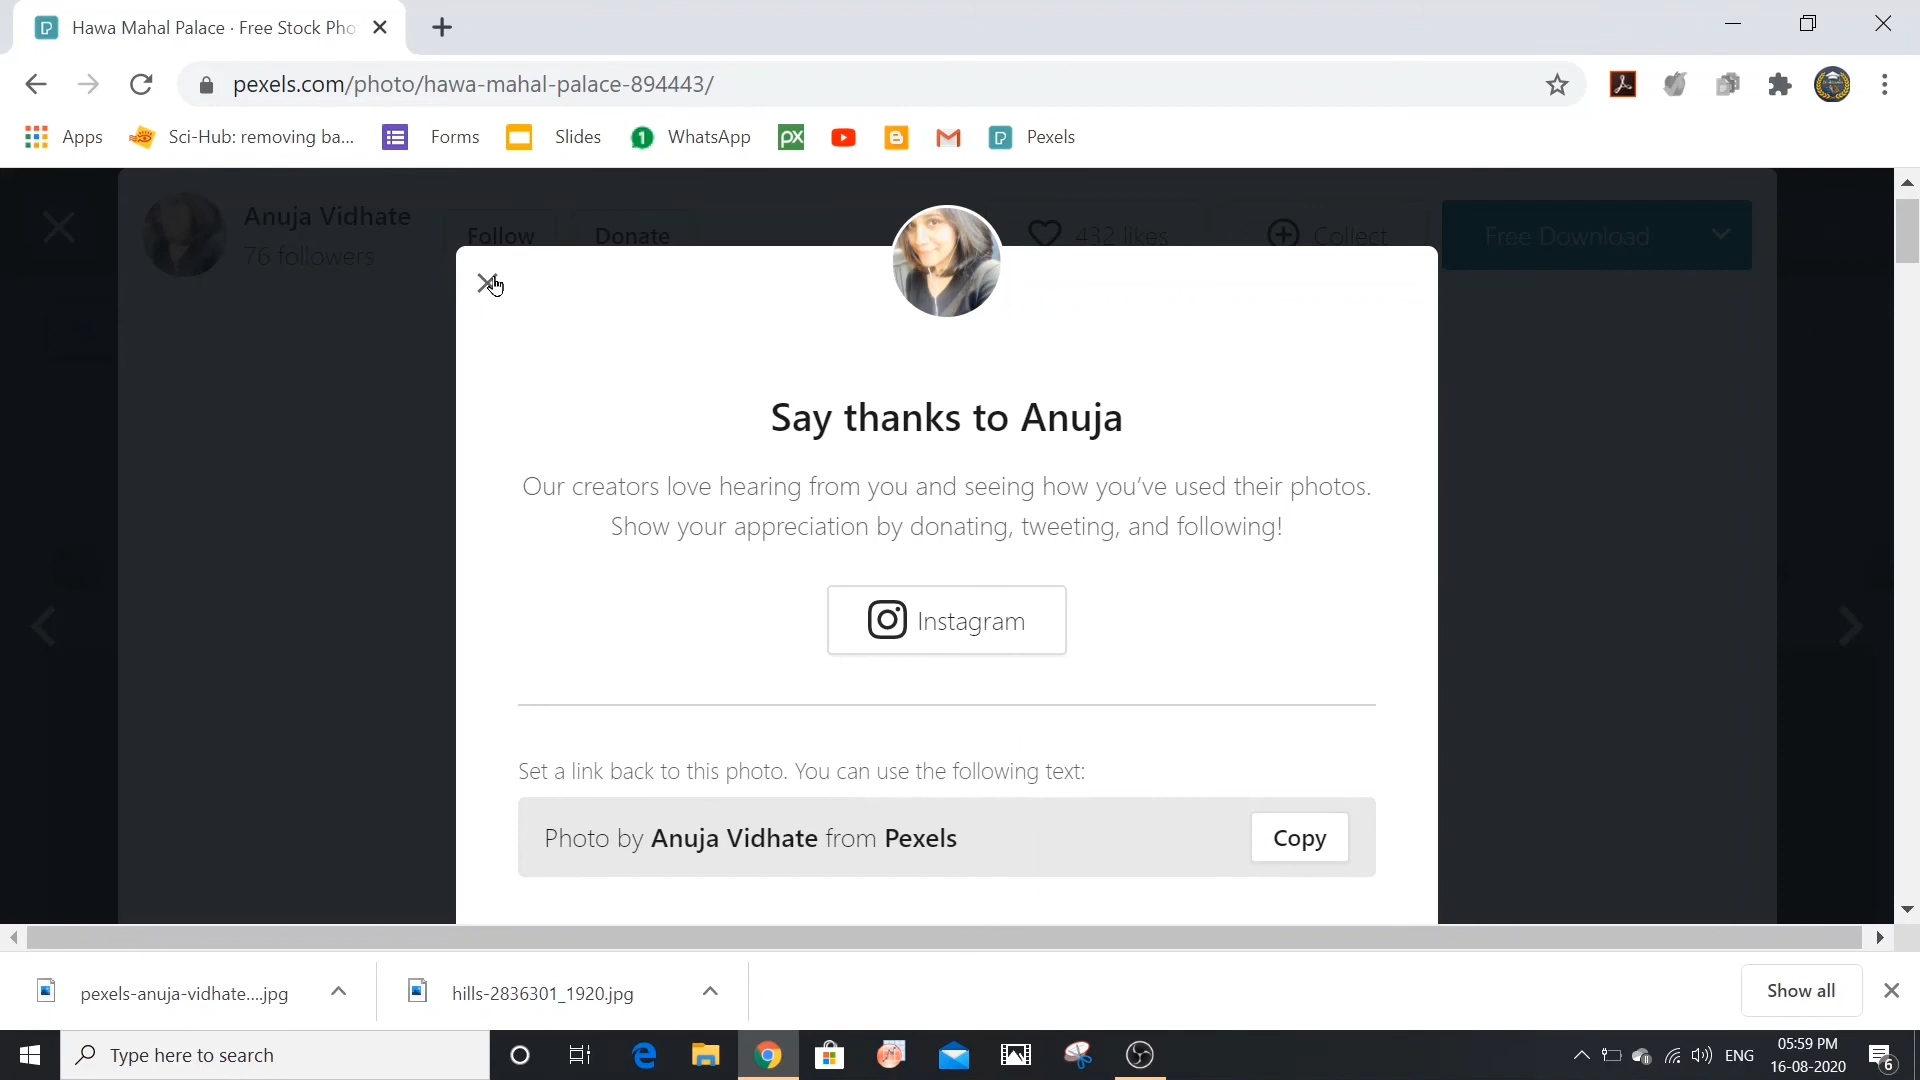 Hawa Mahal Palace · Free Stock Pho
pexels.com/photo/hawa-mahal-palace-894443/
Apps
Sci-Hub: removing ba...
Forms
Slides
1
WhatsApp
px
Pexels
Anuja Vidhate
76 followers
Follow
Donate
432 likes
Collect
Free Download
Say thanks to Anuja
Our creators love hearing from you and seeing how you’ve used their photos.
Show your appreciation by donating, tweeting, and following!
Instagram
Set a link back to this photo. You can use the following text:
Photo by Anuja Vidhate from Pexels
Copy
pexels-anuja-vidhate....jpg
hills-2836301_1920.jpg
Show all
Type here to search
ENG
05:59 PM
16-08-2020
6